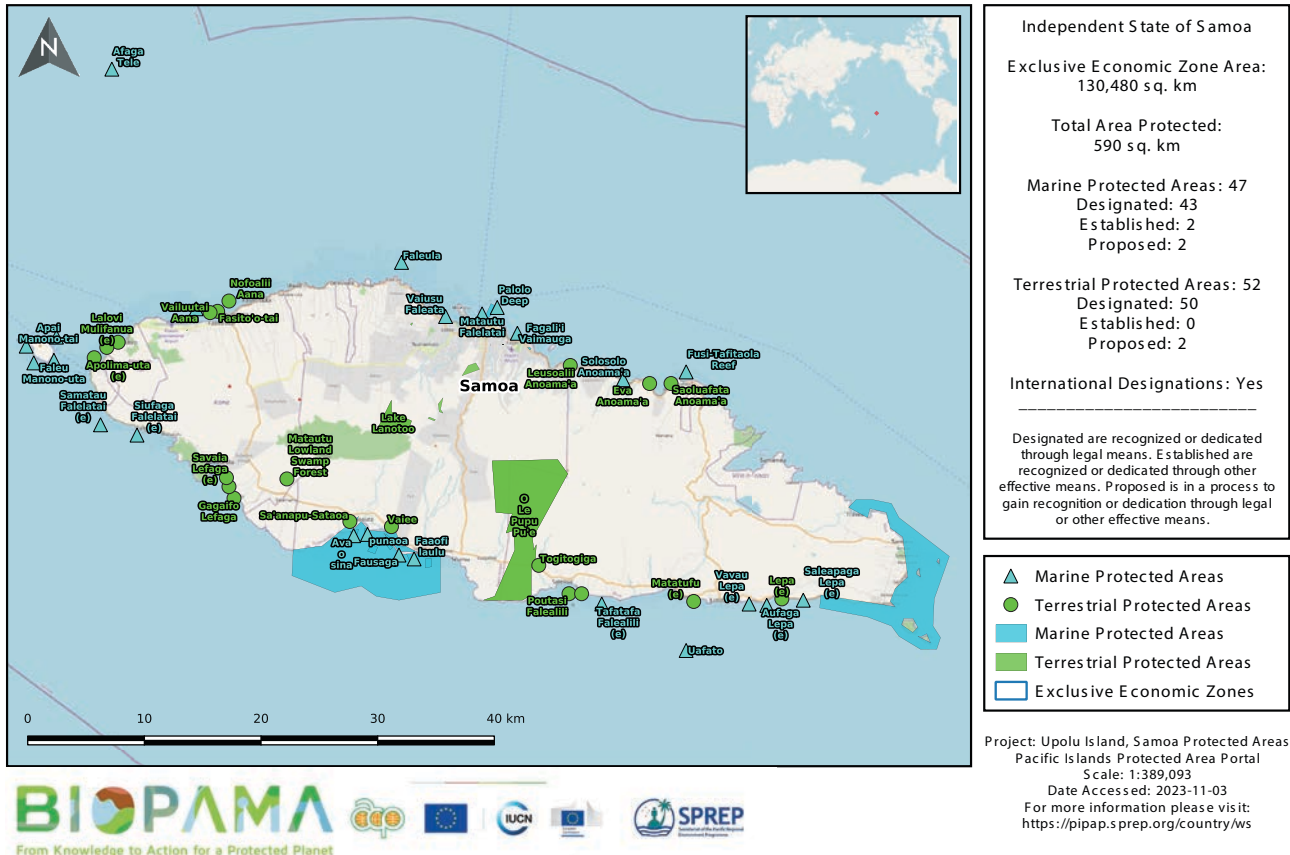 N
Afaga
Tele
Faleula
Nofoalii
Aana
Vailuutai
Aana
Fasito'o-tai
Lalovi
Mulifanua
(e)
Apai
Manono-tai
Faleu
Manono-uta
Apolima-uta
(e)
Samatau
Falelatai
(e)
Siufaga
Falelatai
(e)
Vaiusu
Faleata
Palolo
Deep
Matautu
Falelatai
Fagali'i
Vaimauga
Leusoalii
Anoama'a
Solosolo
Anoama'a
Fusi-Tafitaola
Reef
Eva
Anoama'a
Saoluafata
Anoama'a
Samoa
Lake
Lanotoo
Matautu
Lowland
Swamp
Forest
Savaia
Lefaga
(e)
Gagaifo
Lefaga
Sa'anapu-Sataoa
Vaiee
Ava
o
sina
punaoa
Fausaga
Faaofi
laulu
O
Le
Pupu
Pu'e
Togitogiga
Poutasi
Falealili
Tafatafa
Falealili
(e)
Matatufu
(e)
Vavau
Lepa
(e)
Lepa
(e)
Aufaga
Lepa
(e)
Saleapaga
Lepa
(e)
Uafato
0 10 20 30 40 km
Independent State of Samoa
Exclusive Economic Zone Area:
130,480 sq. km
Total Area Protected:
590 sq. km
Marine Protected Areas: 47
Designated: 43
Established: 2
Proposed: 2
Terrestrial Protected Areas: 52
Designated: 50
Established: 0
Proposed: 2
International Designations: Yes
Designated are recognized or dedicated
through legal means. Established are
recognized or dedicated through other
effective means. Proposed is in a process to
gain recognition or dedication through legal
or other effective means.
Marine Protected Areas
Terrestrial Protected Areas
Marine Protected Areas
Terrestrial Protected Areas
Exclusive Economic Zones
Project: Upolu Island, Samoa Protected Areas
Pacific Islands Protected Area Portal
Scale: 1:389,093
Date Accessed: 2023-11-03
For more information please visit:
https://pipap.sprep.org/country/ws
BIOPAMA
From Knowledge to Action for a Protected Planet
IUCN
SPREP